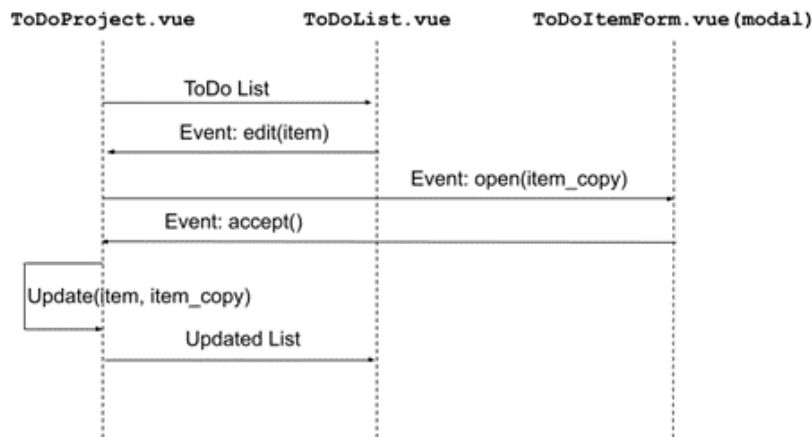 ToDoProject.vue
ToDoList.vue
ToDoItemForm.vue(modal)
ToDo List
Event: edit(item)
Event: open(item_copy)
Event: accept()
Update(item, item_copy)
Updated List